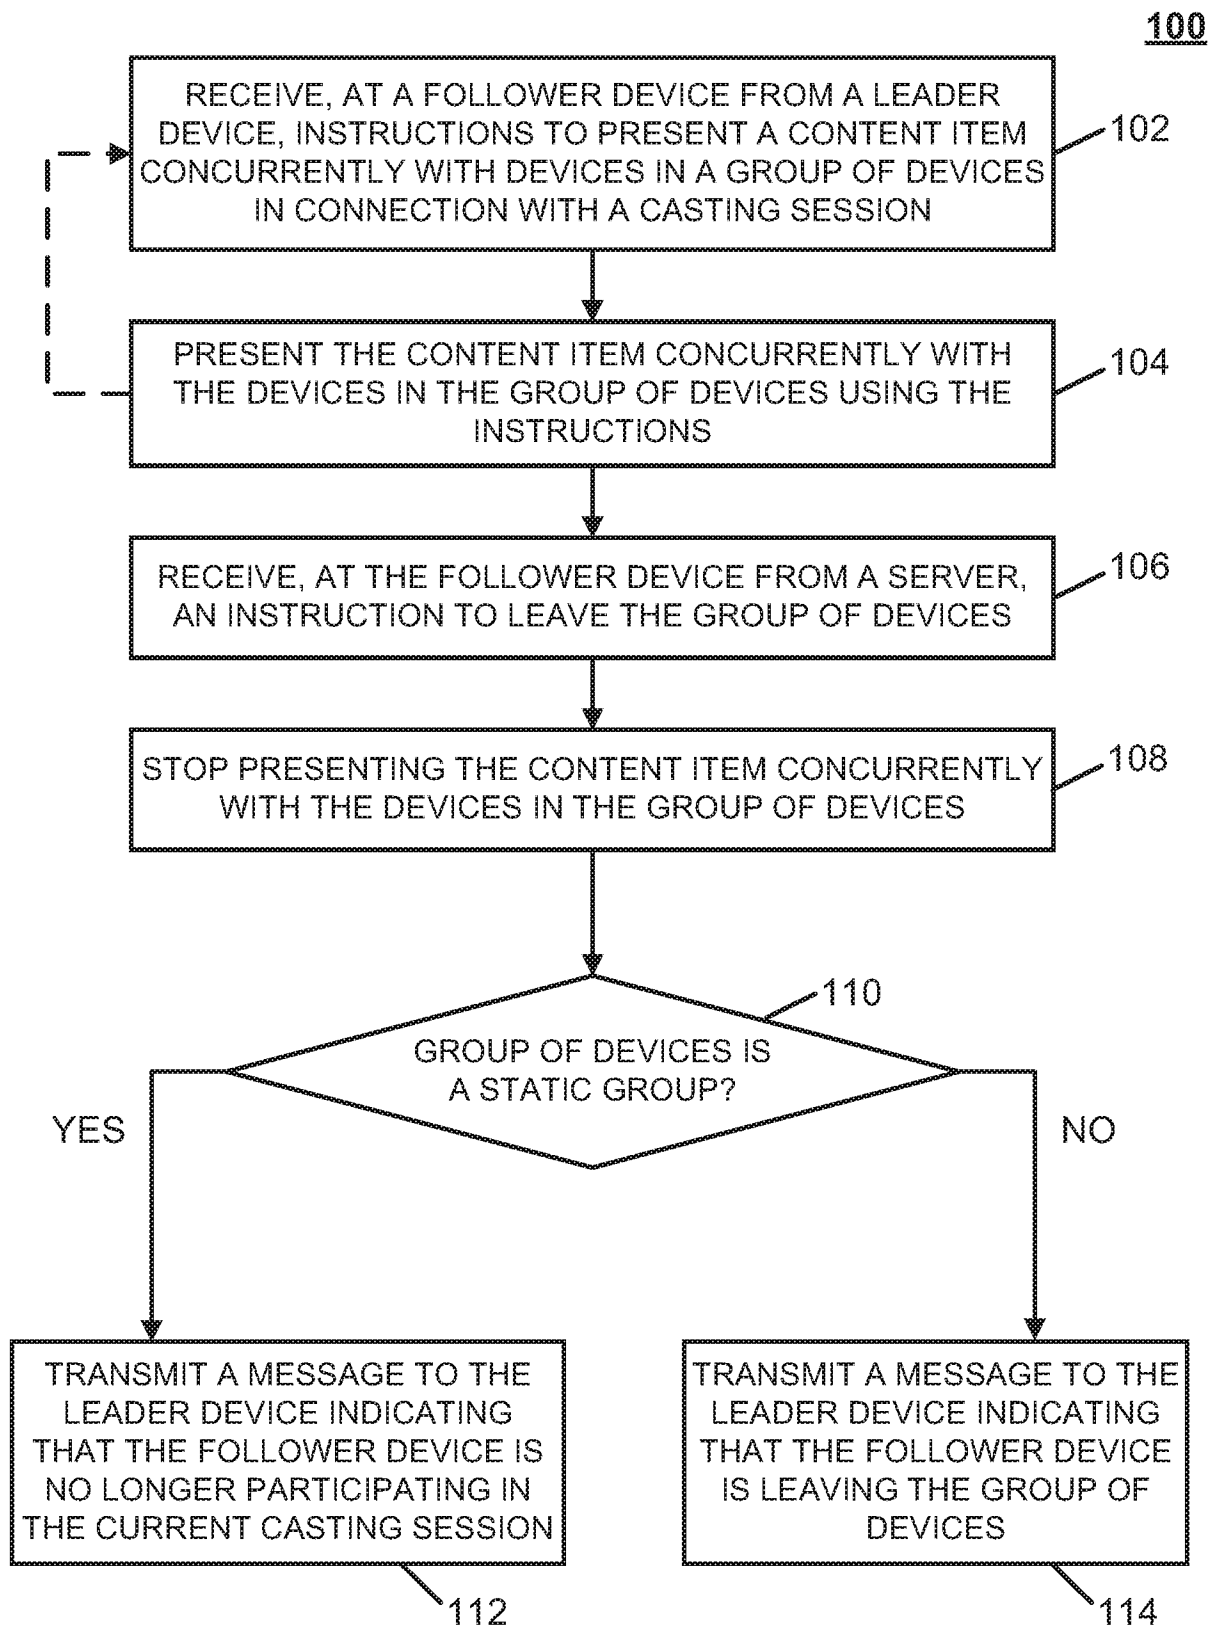 100
RECEIVE, AT A FOLLOWER DEVICE FROM A LEADER
DEVICE, INSTRUCTIONS TO PRESENT A CONTENT ITEM
CONCURRENTLY WITH DEVICES IN A GROUP OF DEVICES
IN CONNECTION WITH A CASTING SESSION
102
PRESENT THE CONTENT ITEM CONCURRENTLY WITH
THE DEVICES IN THE GROUP OF DEVICES USING THE
INSTRUCTIONS
104
RECEIVE, AT THE FOLLOWER DEVICE FROM A SERVER,
AN INSTRUCTION TO LEAVE THE GROUP OF DEVICES
106
STOP PRESENTING THE CONTENT ITEM CONCURRENTLY
WITH THE DEVICES IN THE GROUP OF DEVICES
108
110
GROUP OF DEVICES IS
A STATIC GROUP?
YES
NO
TRANSMIT A MESSAGE TO THE
LEADER DEVICE INDICATING
THAT THE FOLLOWER DEVICE IS
NO LONGER PARTICIPATING IN
THE CURRENT CASTING SESSION
112
TRANSMIT A MESSAGE TO THE
LEADER DEVICE INDICATING
THAT THE FOLLOWER DEVICE
IS LEAVING THE GROUP OF
DEVICES
114